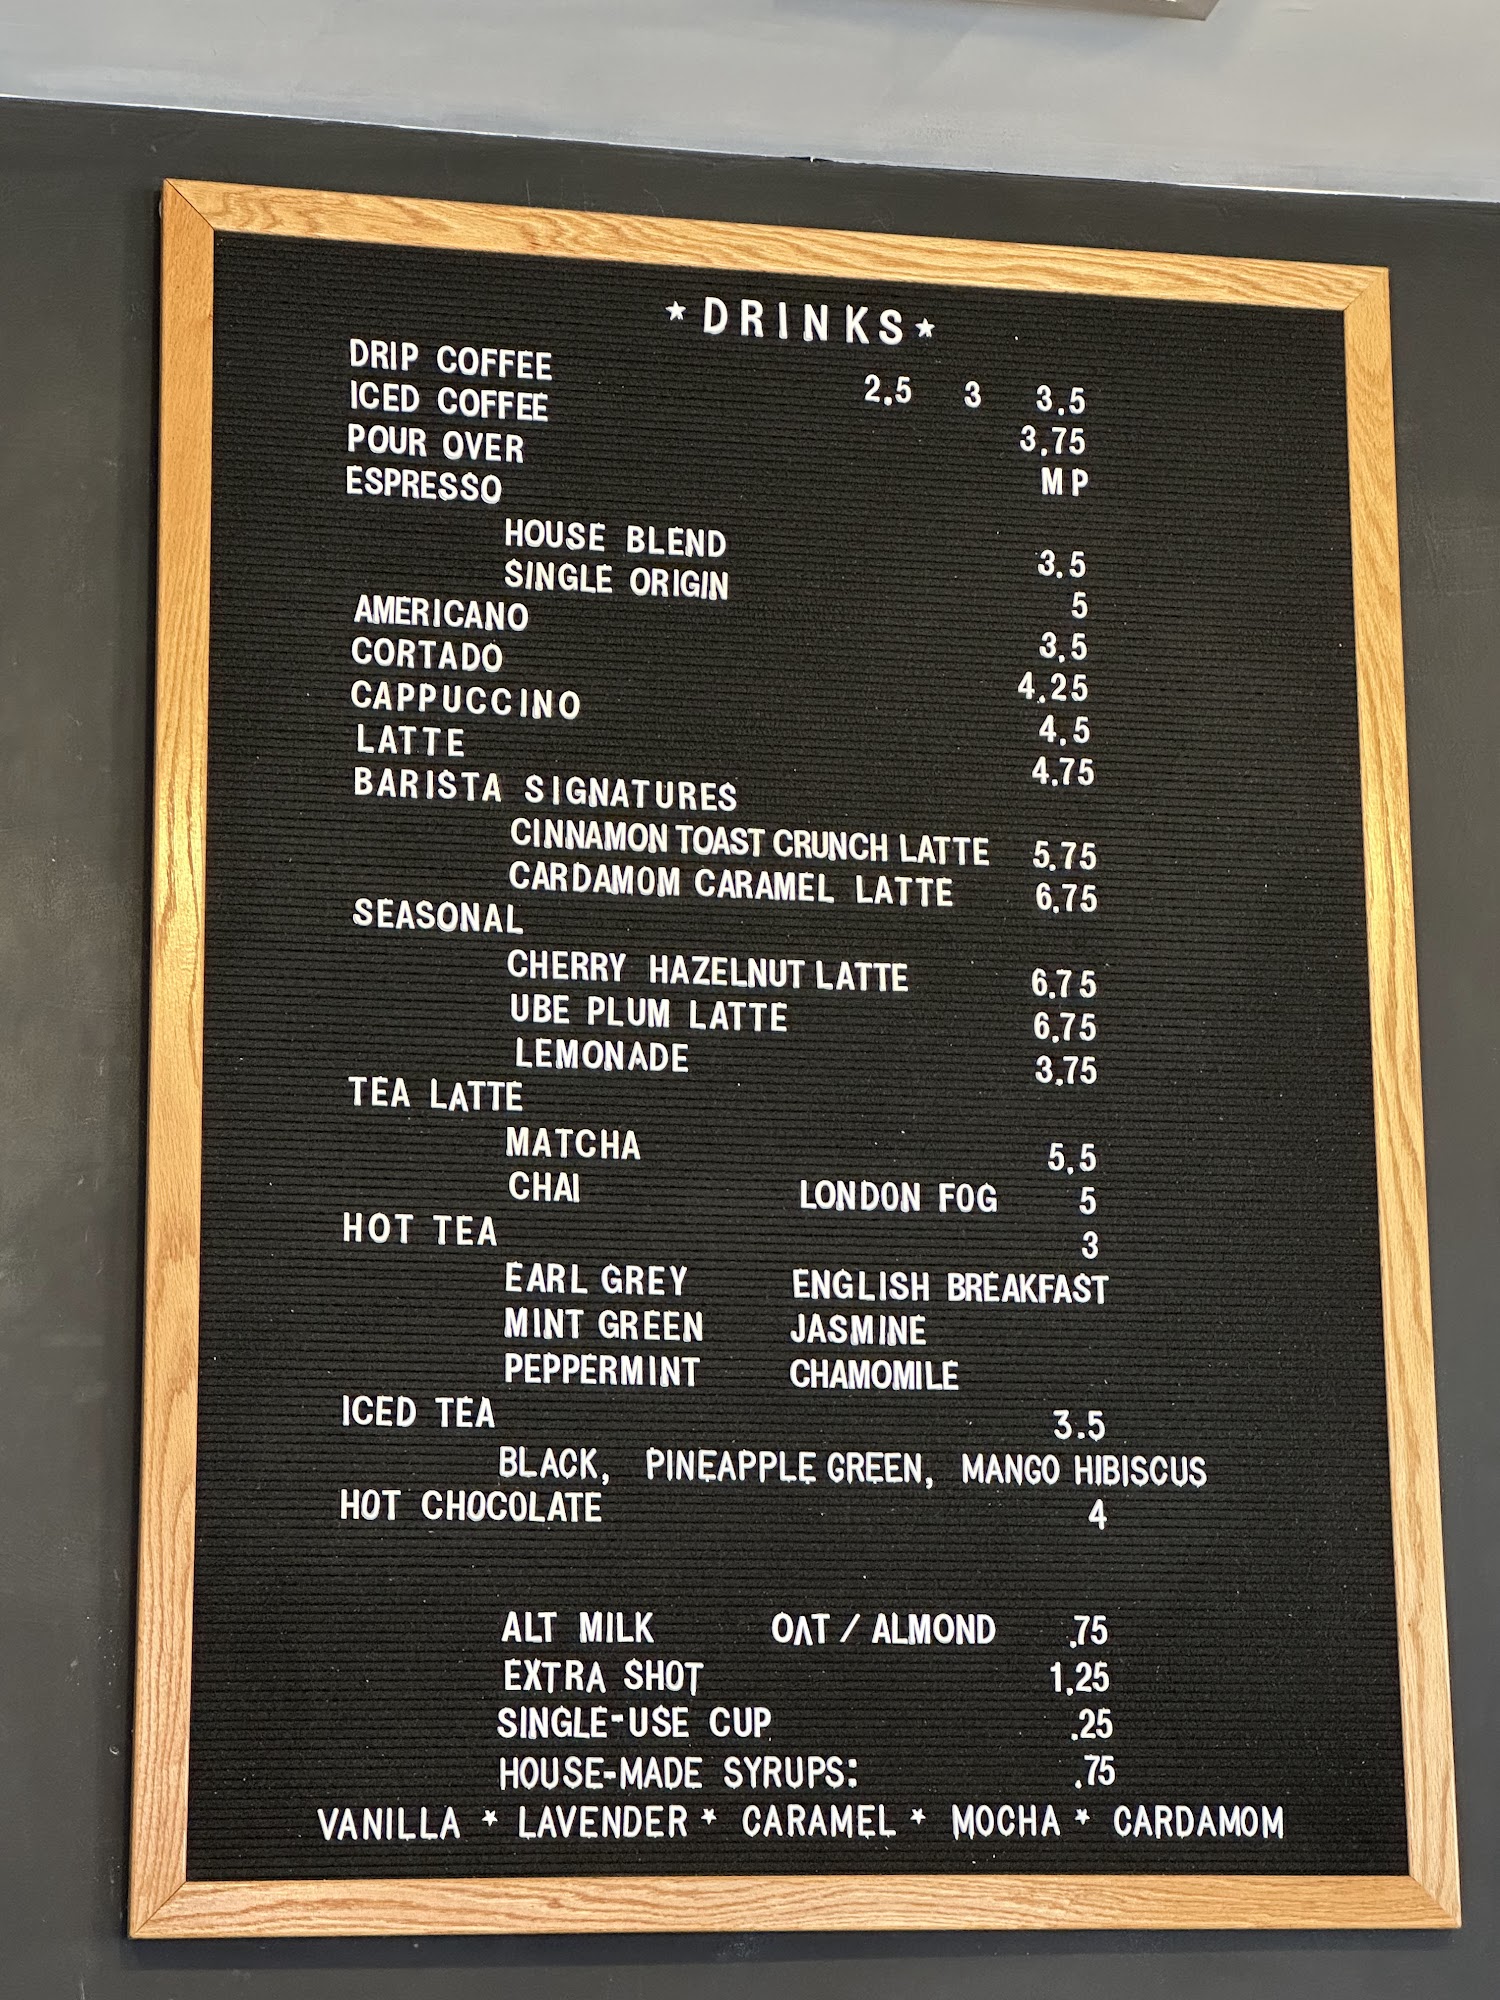 * DRINKS *
DRIP COFFEE 2.5 3 3.5
ICED COFFEE 3.75
POUR OVER MP
ESPRESSO
HOUSE BLEND 3.5
SINGLE ORIGIN 5
AMERICANO 3.5
CORTADO 4.25
CAPPUCCINO 4.5
LATTE 4.75
BARISTA SIGNATURES
CINNAMON TOAST CRUNCH LATTE 5.75
CARDAMOM CARAMEL LATTE 6.75
SEASONAL
CHERRY HAZELNUT LATTE 6.75
UBE PLUM LATTE 6.75
LEMONADE 3.75
TEA LATTE
MATCHA 5.5
CHAI LONDON FOG 5
HOT TEA 3
EARL GREY ENGLISH BREAKFAST
MINT GREEN JASMINE
PEPPERMINT CHAMOMILE
ICED TEA 3.5
BLACK, PINEAPPLE GREEN, MANGO HIBISCUS
HOT CHOCOLATE 4
ALT MILK OAT / ALMOND .75
EXTRA SHOT 1.25
SINGLE-USE CUP .25
HOUSE-MADE SYRUPS: .75
VANILLA * LAVENDER * CARAMEL * MOCHA * CARDAMOM